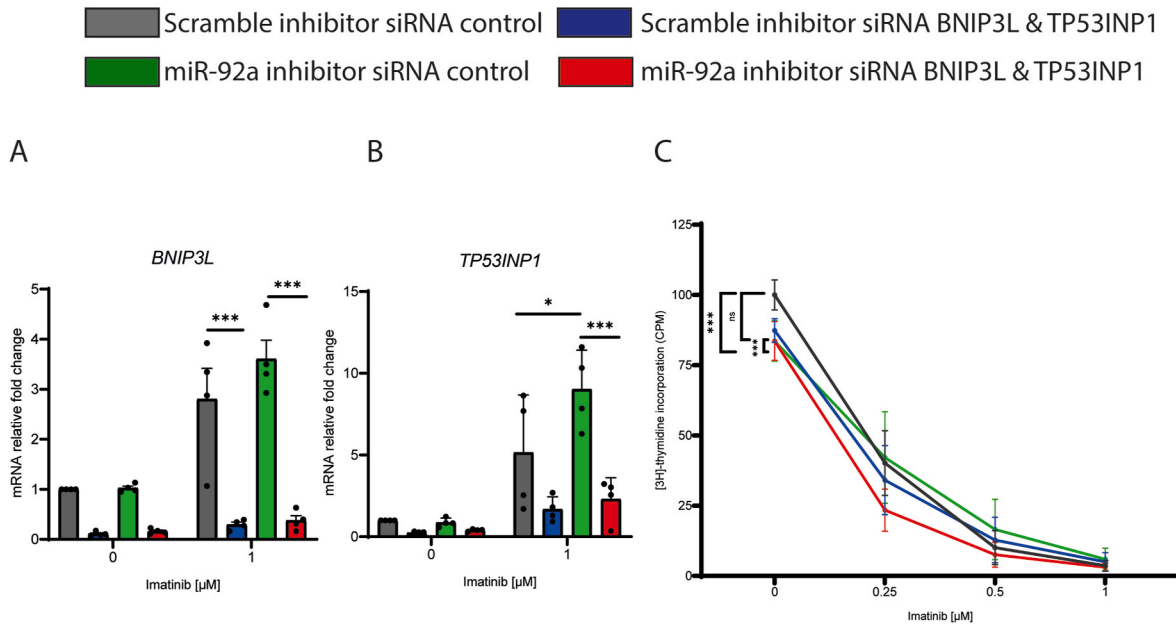 Scramble inhibitor siRNA control
Scramble inhibitor siRNA BNIP3L & TP53INP1
miR-92a inhibitor siRNA control
miR-92a inhibitor siRNA BNIP3L & TP53INP1
A
BNIP3L
mRNA relative fold change
5
4
3
2
1
0
***
***
0
1
Imatinib [µM]
B
TP53INP1
mRNA relative fold change
15
10
5
0
*
***
0
1
Imatinib [µM]
C
[3H]-thymidine incorporation (CPM)
125
100
75
50
25
0
***
ns
***
0
0.25
0.5
1
Imatinib [µM]